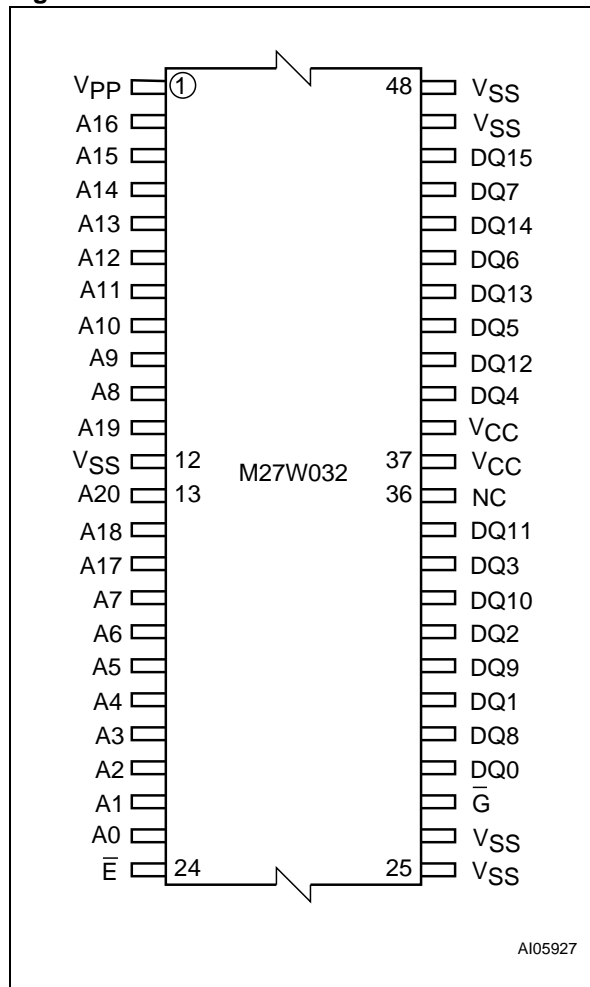 VPP 1 48 VSS
A16 VSS
A15 DQ15
A14 DQ7
A13 DQ14
A12 DQ6
A11 DQ13
A10 DQ5
A9 DQ12
A8 DQ4
A19 VCC
VSS 12 M27W032 37 VCC
A20 13 36 NC
A18 DQ11
A17 DQ3
A7 DQ10
A6 DQ2
A5 DQ9
A4 DQ1
A3 DQ8
A2 DQ0
A1 G̅
A0 VSS
E̅ 24 25 VSS
AI05927